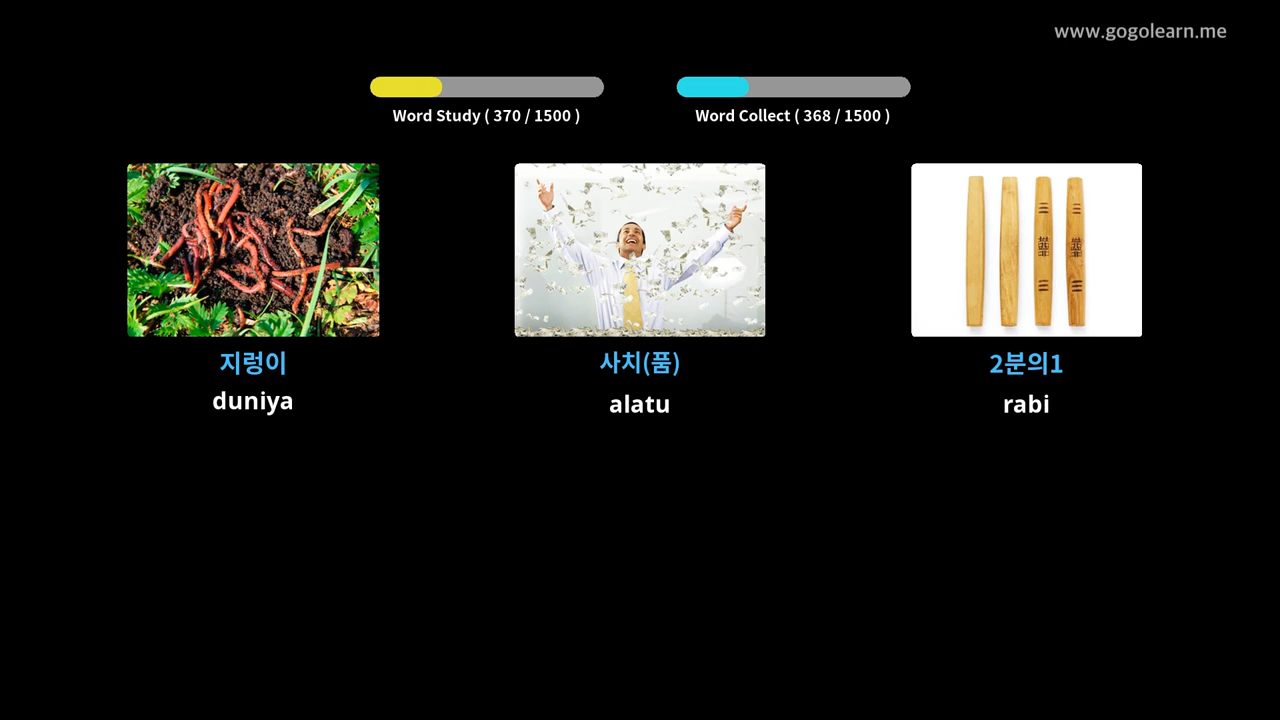 www.gogolearn.me
Word Study ( 370 / 1500 )
Word Collect ( 368 / 1500 )
지렁이
duniya
사치(품)
alatu
2분의1
rabi